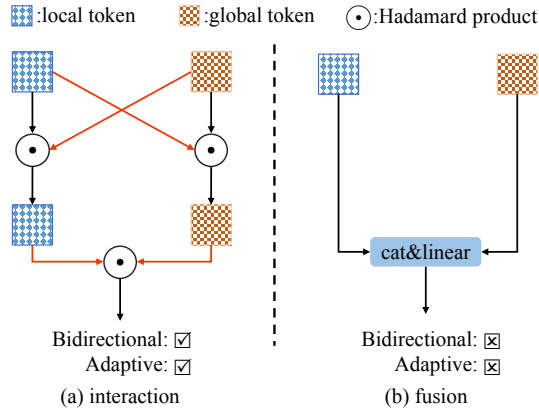 :local token :global token :Hadamard product
cat&linear
Bidirectional: ☑
Adaptive: ☑
(a) interaction
Bidirectional: ☒
Adaptive: ☒
(b) fusion